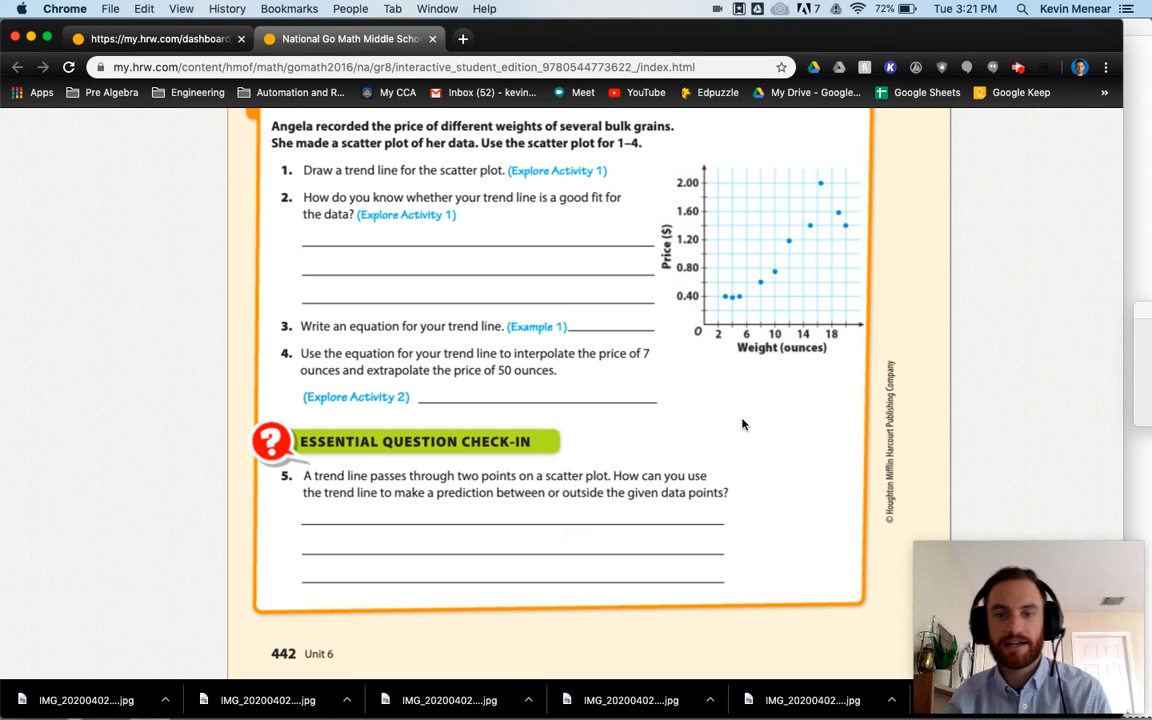 Chrome File Edit View History Bookmarks People Tab Window Help 7 72% Tue 3:21 PM Kevin Menear
https://my.hrw.com/dashboard National Go Math Middle Scho
my.hrw.com/content/hmof/math/gomath2016/na/gr8/interactive_student_edition_9780544773622_/index.html
Apps Pre Algebra Engineering Automation and R... My CCA Inbox (52) - kevin... Meet YouTube Edpuzzle My Drive - Google... Google Sheets Google Keep »
Angela recorded the price of different weights of several bulk grains.
She made a scatter plot of her data. Use the scatter plot for 1–4.
1. Draw a trend line for the scatter plot. (Explore Activity 1)
2. How do you know whether your trend line is a good fit for
the data? (Explore Activity 1)
3. Write an equation for your trend line. (Example 1)
4. Use the equation for your trend line to interpolate the price of 7
ounces and extrapolate the price of 50 ounces.
(Explore Activity 2)
2.00
1.60
1.20
0.80
0.40
Price ($)
O 2 6 10 14 18
Weight (ounces)
? ESSENTIAL QUESTION CHECK-IN
5. A trend line passes through two points on a scatter plot. How can you use
the trend line to make a prediction between or outside the given data points?
© Houghton Mifflin Harcourt Publishing Company
442 Unit 6
IMG_20200402....jpg IMG_20200402....jpg IMG_20200402....jpg IMG_20200402....jpg IMG_20200402....jpg